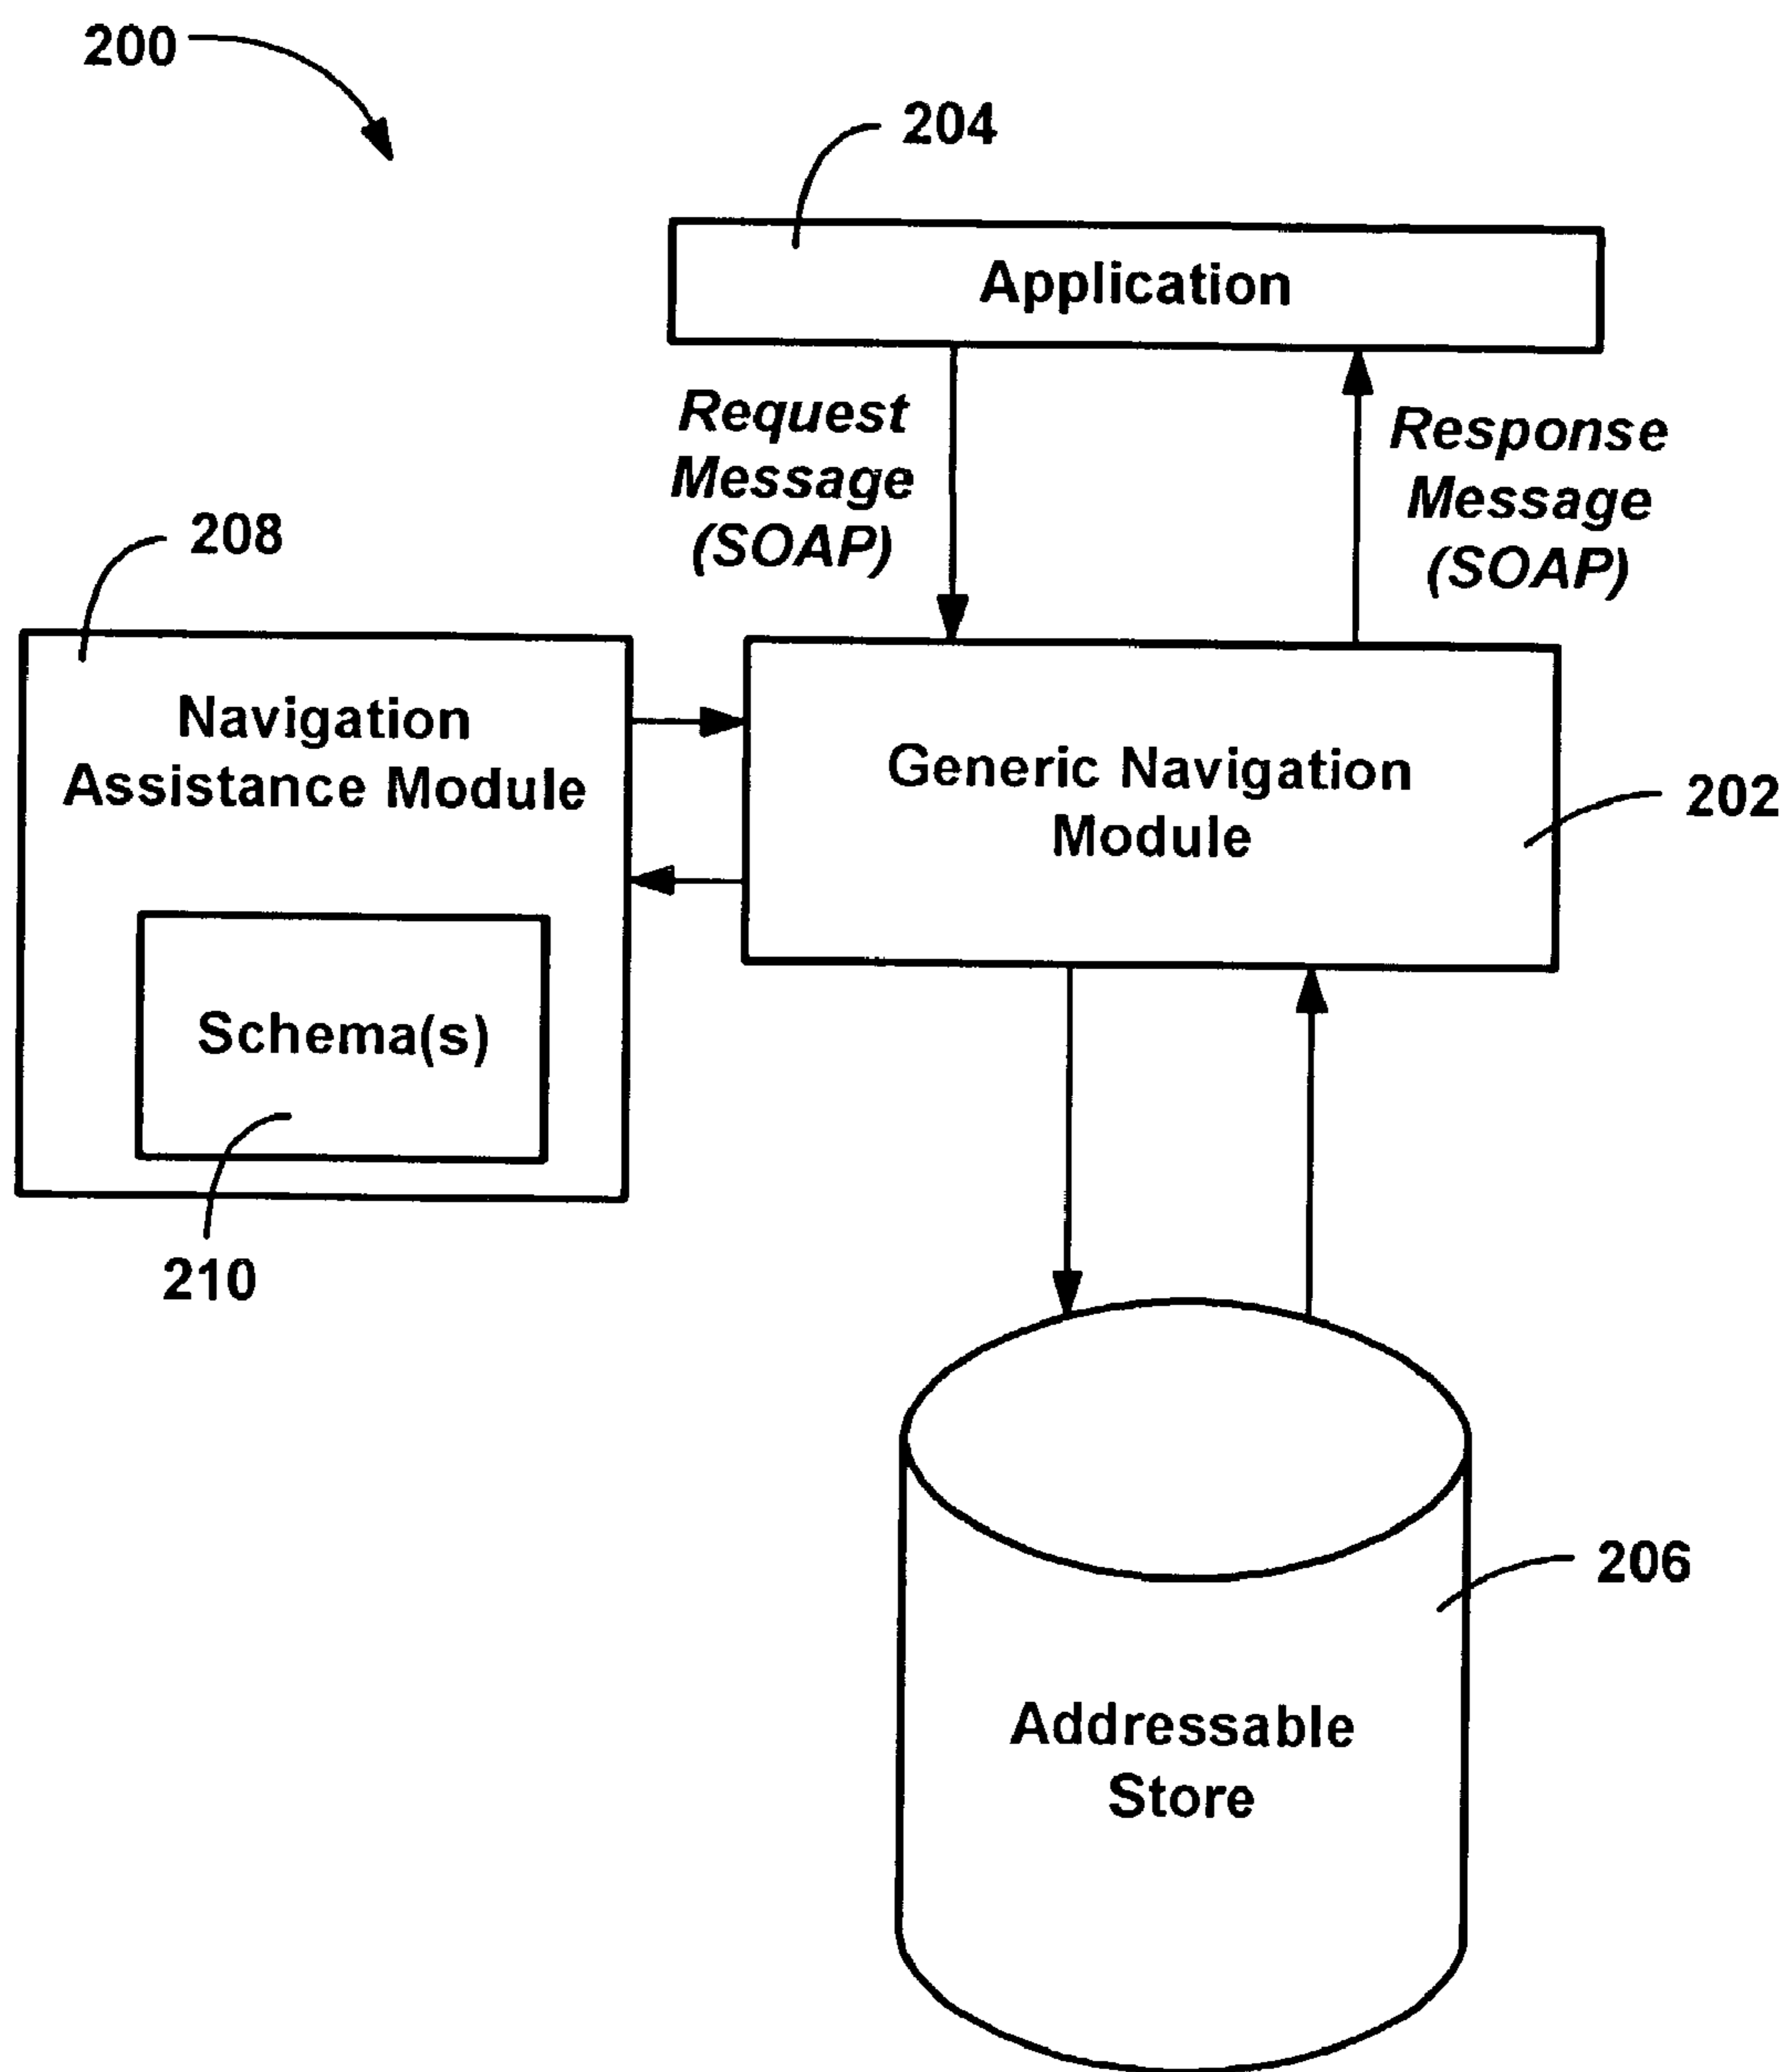 200
204
Application
Request
Message
(SOAP)
Response
Message
(SOAP)
208
Navigation
Assistance Module
Generic Navigation
Module
202
Schema(s)
210
206
Addressable
Store